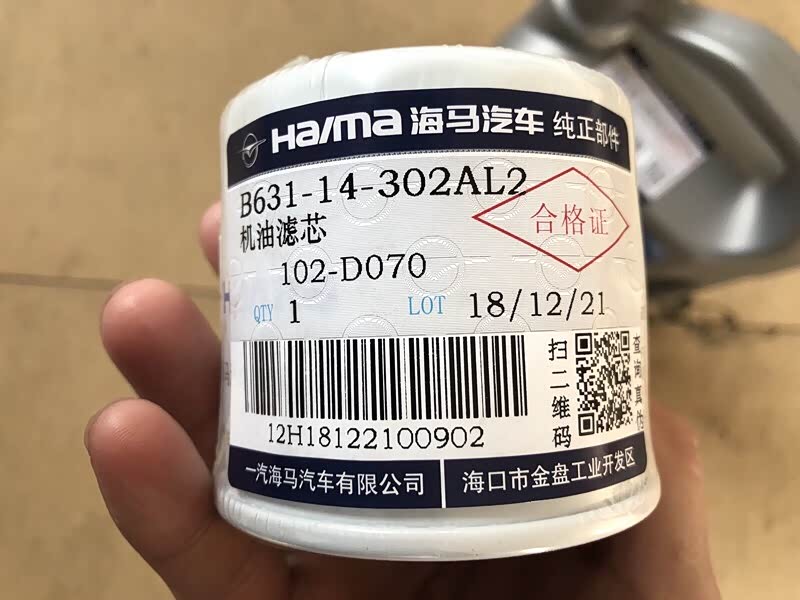 Haima 海马汽车 纯正部件
B631-14-302AL2
机油滤芯
合格证
102-D070
QTY 1 LOT 18/12/21
12H18122100902
扫二维码
查询真伪
一汽海马汽车有限公司 海口市金盘工业开发区